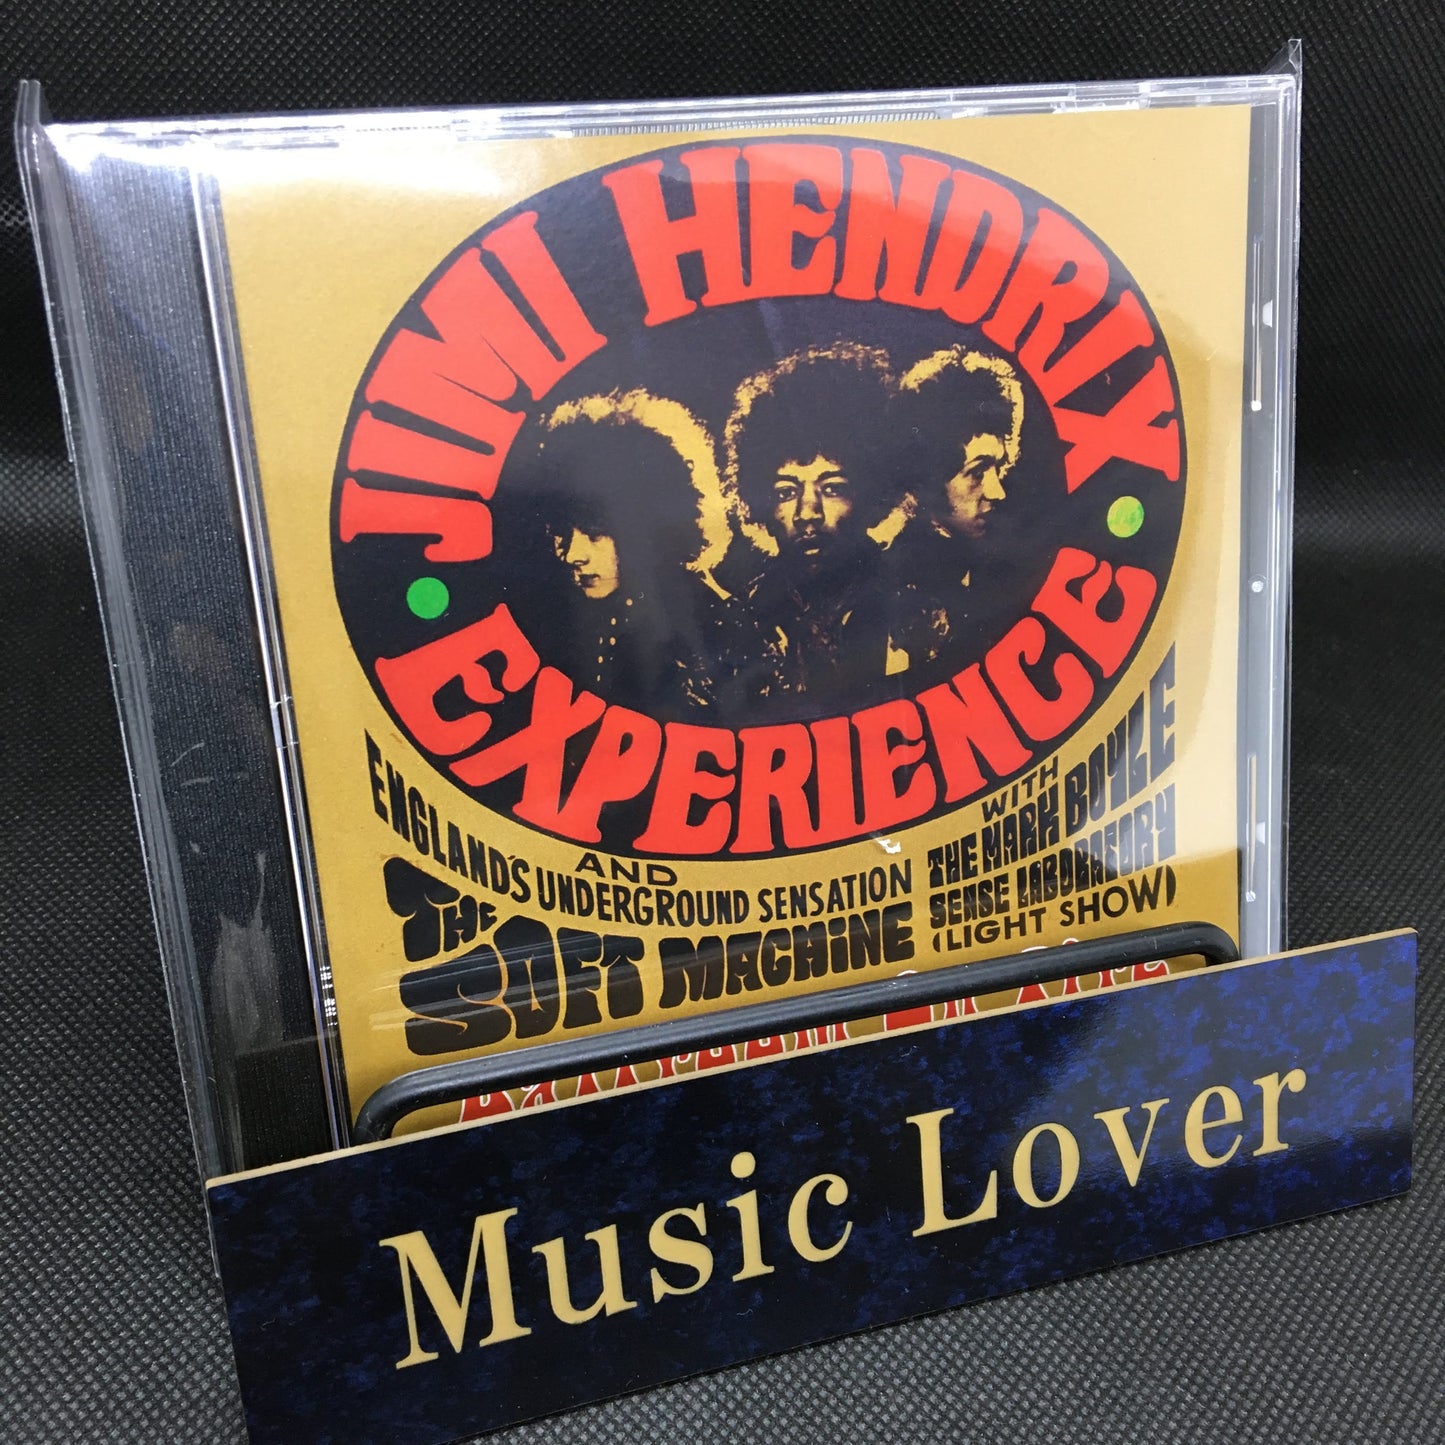 JIMI HENDRIX
EXPERIENCE
AND
ENGLAND'S UNDERGROUND SENSATION
THE
SOFT MACHINE
WITH
THE MARK BOYLE
SENSE LABORATORY
(LIGHT SHOW)
Music Lover